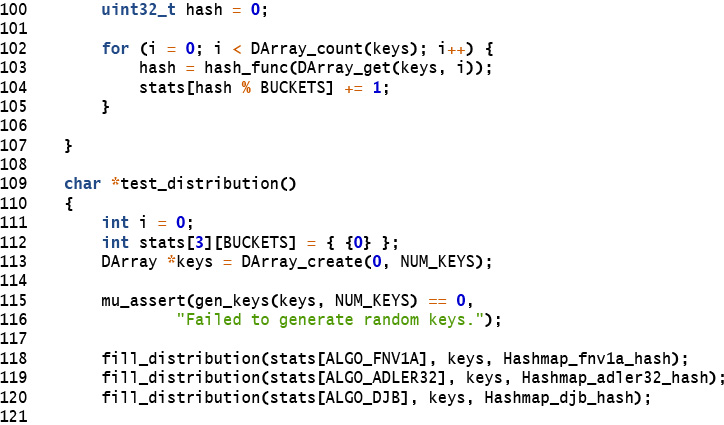 100         uint32_t hash = 0;
101
102         for (i = 0; i < DArray_count(keys); i++) {
103             hash = hash_func(DArray_get(keys, i));
104             stats[hash % BUCKETS] += 1;
105         }
106
107     }
108
109     char *test_distribution()
110     {
111         int i = 0;
112         int stats[3][BUCKETS] = { {0} };
113         DArray *keys = DArray_create(0, NUM_KEYS);
114
115         mu_assert(gen_keys(keys, NUM_KEYS) == 0,
116                 "Failed to generate random keys.");
117
118         fill_distribution(stats[ALGO_FNV1A], keys, Hashmap_fnv1a_hash);
119         fill_distribution(stats[ALGO_ADLER32], keys, Hashmap_adler32_hash);
120         fill_distribution(stats[ALGO_DJB], keys, Hashmap_djb_hash);
121